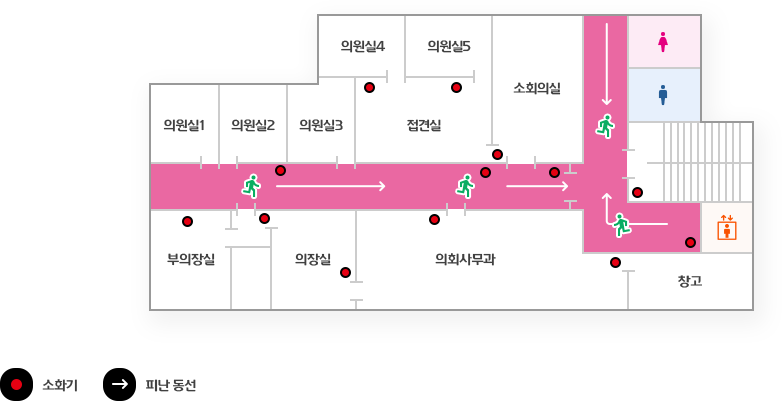 의원실4
의원실5
소회의실
의원실1
의원실2
의원실3
접견실
부의장실
의장실
의회사무과
창고
소화기
피난 동선